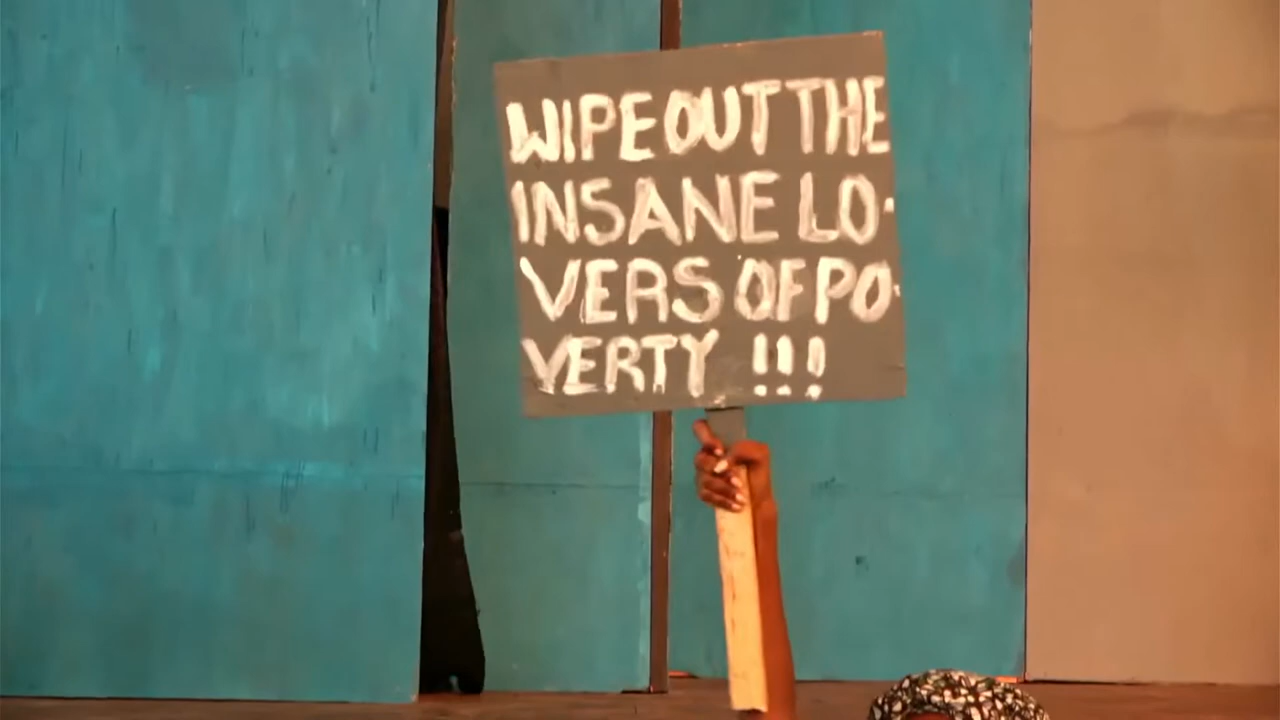 WIPE OUT THE
INSANE LO-
VERS OF PO-
VERTY !!!